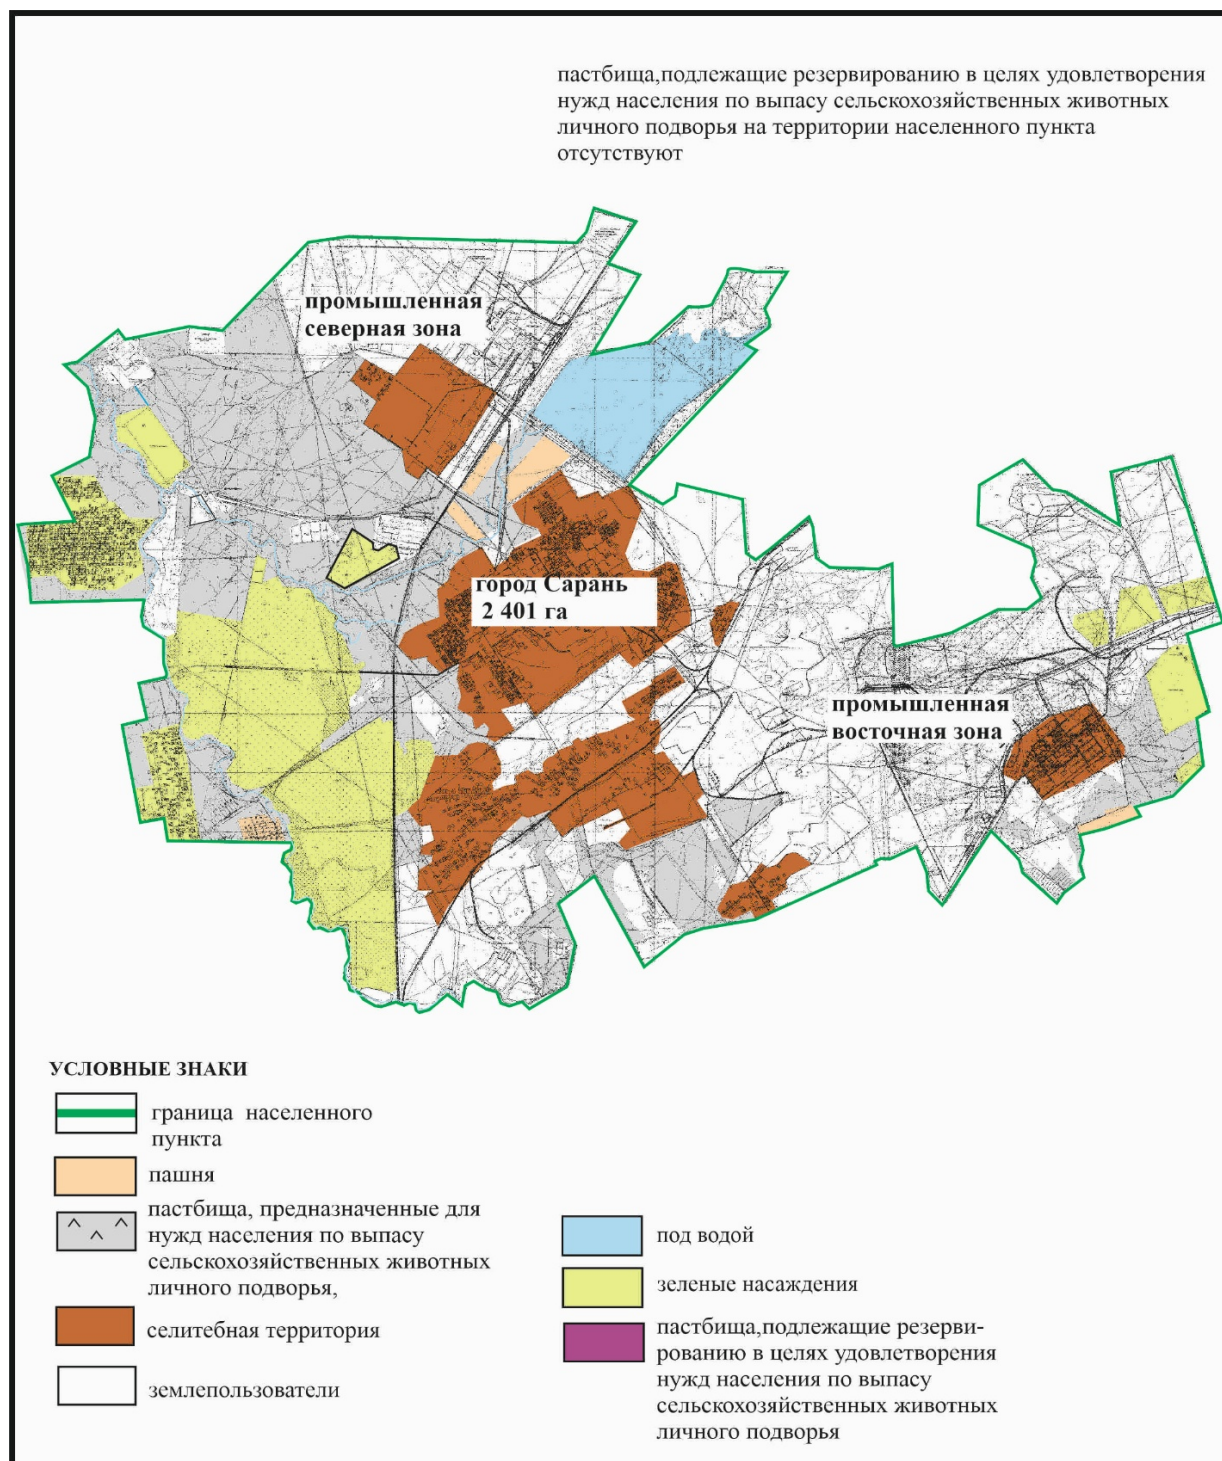 пастбища,подлежащие резервированию в целях удовлетворения
нужд населения по выпасу сельскохозяйственных животных
личного подворья на территории населенного пункта
отсутствуют
промышленная
северная зона
город Сарань
2 401 га
промышленная
восточная зона
УСЛОВНЫЕ ЗНАКИ
граница населенного
пункта
пашня
пастбища, предназначенные для
нужд населения по выпасу
сельскохозяйственных животных
личного подворья,
селитебная территория
землепользователи
под водой
зеленые насаждения
пастбища,подлежащие резерви-
рованию в целях удовлетворения
нужд населения по выпасу
сельскохозяйственных животных
личного подворья